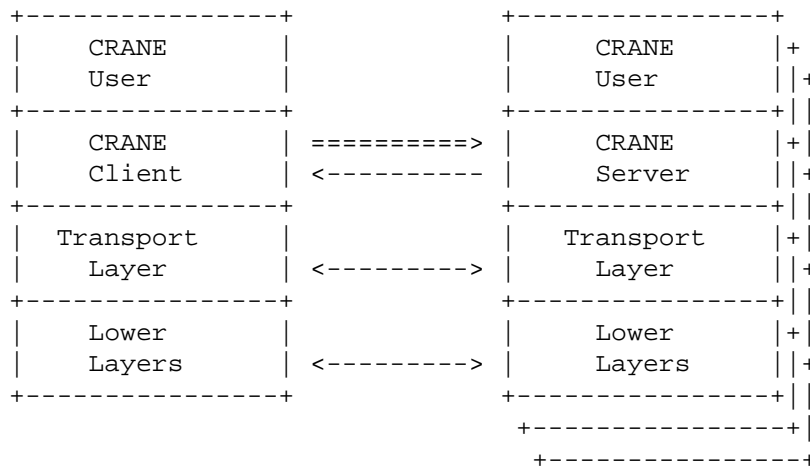 +----------------+              +----------------+
|     CRANE      |              |     CRANE      |+
|     User       |              |     User       ||+
+----------------+              +----------------+||
|     CRANE      | ==========>  |     CRANE      |+|
|     Client     | <----------  |     Server     ||+
+----------------+              +----------------+||
|   Transport    |              |   Transport    |+|
|     Layer      | <--------->  |     Layer      ||+
+----------------+              +----------------+||
|     Lower      |              |     Lower      |+|
|     Layers     | <--------->  |     Layers     ||+
+----------------+              +----------------+||
                                 +----------------+|
                                  +----------------+